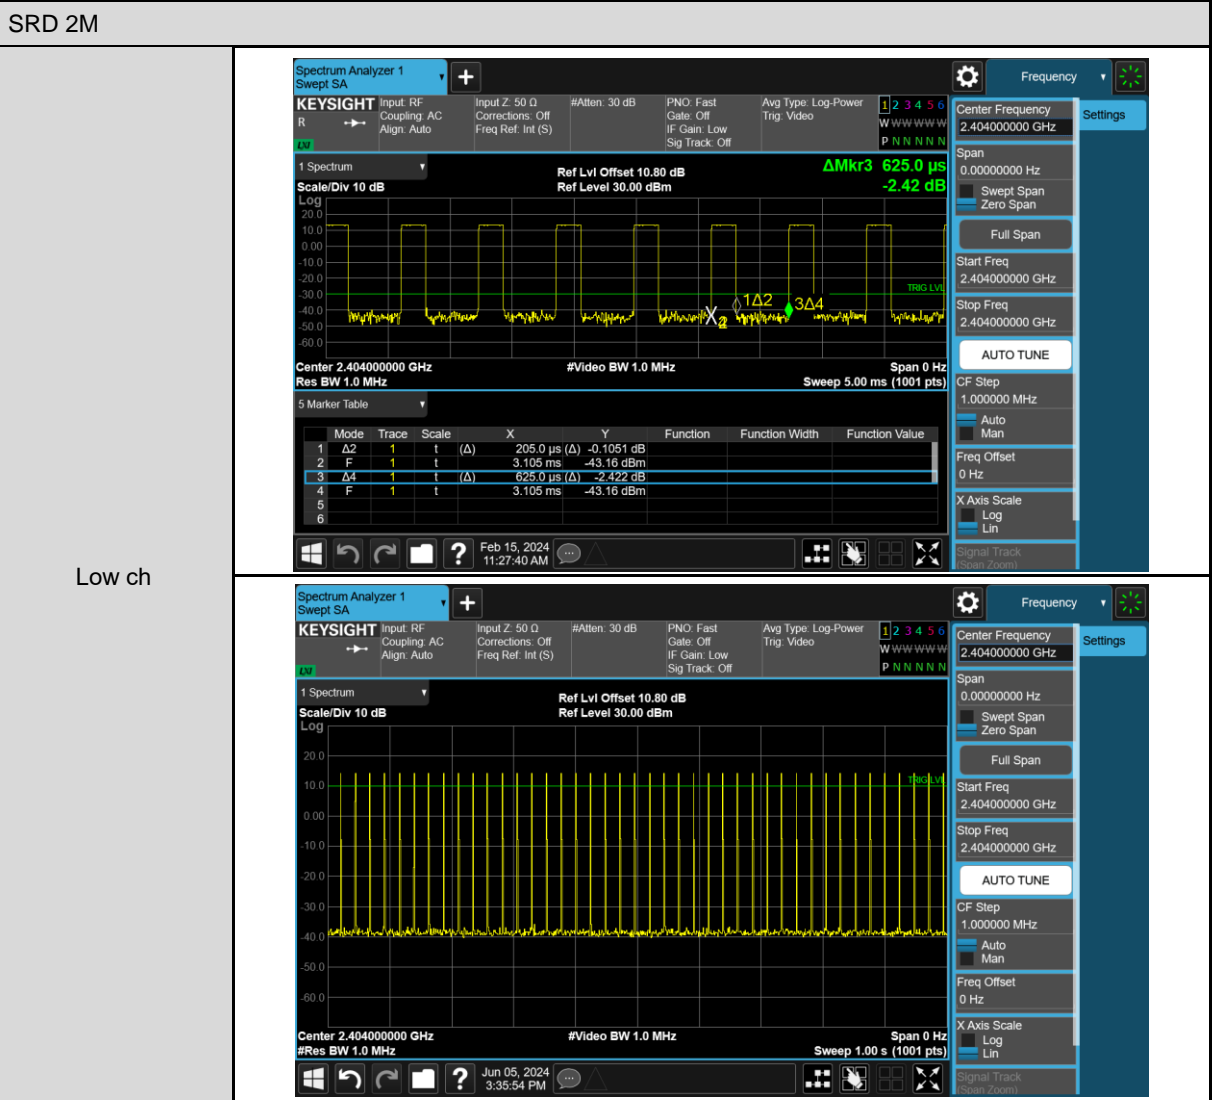 SRD 2M
Low ch
Spectrum Analyzer 1
Swept SA
Frequency
KEYSIGHT
R
LXI
Input: RF
Coupling: AC
Align: Auto
Input Z: 50 Ω
Corrections: Off
Freq Ref: Int (S)
#Atten: 30 dB
PNO: Fast
Gate: Off
IF Gain: Low
Sig Track: Off
Avg Type: Log-Power
Trig: Video
1 2 3 4 5 6
W W W W W W
P N N N N N
1 Spectrum
Scale/Div 10 dB
Log
Ref Lvl Offset 10.80 dB
Ref Level 30.00 dBm
ΔMkr3 625.0 µs
-2.42 dB
20.0
10.0
0.00
-10.0
-20.0
-30.0
-40.0
-50.0
-60.0
TRIG LVL
1Δ2
3Δ4
Center 2.404000000 GHz
Res BW 1.0 MHz
#Video BW 1.0 MHz
Span 0 Hz
Sweep 5.00 ms (1001 pts)
5 Marker Table
Mode Trace Scale X Y Function Function Width Function Value
1 Δ2 1 t (Δ) 205.0 µs (Δ) -0.1051 dB
2 F 1 t 3.105 ms -43.16 dBm
3 Δ4 1 t (Δ) 625.0 µs (Δ) -2.422 dB
4 F 1 t 3.105 ms -43.16 dBm
5
6
?
Feb 15, 2024
11:27:40 AM
Center Frequency
2.404000000 GHz
Settings
Span
0.00000000 Hz
Swept Span
Zero Span
Full Span
Start Freq
2.404000000 GHz
Stop Freq
2.404000000 GHz
AUTO TUNE
CF Step
1.000000 MHz
Auto
Man
Freq Offset
0 Hz
X Axis Scale
Log
Lin
Signal Track
(Span Zoom)
Spectrum Analyzer 1
Swept SA
Frequency
KEYSIGHT
LXI
Input: RF
Coupling: AC
Align: Auto
Input Z: 50 Ω
Corrections: Off
Freq Ref: Int (S)
#Atten: 30 dB
PNO: Fast
Gate: Off
IF Gain: Low
Sig Track: Off
Avg Type: Log-Power
Trig: Video
1 2 3 4 5 6
W W W W W W
P N N N N N
1 Spectrum
Scale/Div 10 dB
Log
Ref Lvl Offset 10.80 dB
Ref Level 30.00 dBm
20.0
10.0
0.00
-10.0
-20.0
-30.0
-40.0
-50.0
-60.0
TRIG LVL
Center 2.404000000 GHz
#Res BW 1.0 MHz
#Video BW 1.0 MHz
Span 0 Hz
Sweep 1.00 s (1001 pts)
?
Jun 05, 2024
3:35:54 PM
Center Frequency
2.404000000 GHz
Settings
Span
0.00000000 Hz
Swept Span
Zero Span
Full Span
Start Freq
2.404000000 GHz
Stop Freq
2.404000000 GHz
AUTO TUNE
CF Step
1.000000 MHz
Auto
Man
Freq Offset
0 Hz
X Axis Scale
Log
Lin
Signal Track
(Span Zoom)